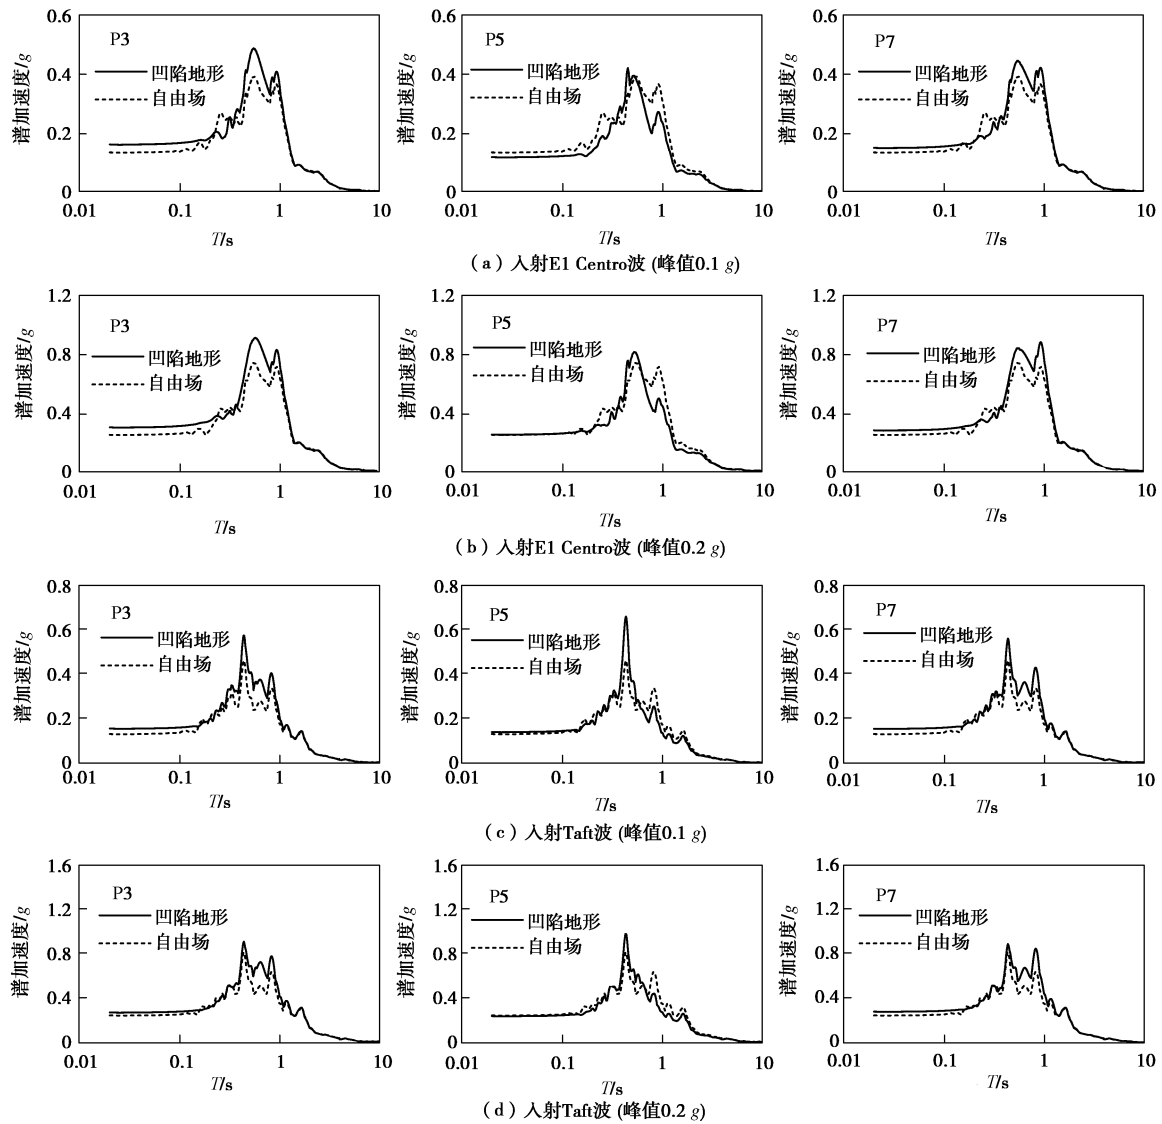 0.6
0.4
0.2
0
谱加速度/g
P3
凹陷地形
自由场
0.01
0.1
1
10
T/s
0.6
0.4
0.2
0
谱加速度/g
P5
凹陷地形
自由场
0.01
0.1
1
10
T/s
0.6
0.4
0.2
0
谱加速度/g
P7
凹陷地形
自由场
0.01
0.1
1
10
T/s
(a)入射E1 Centro波 (峰值0.1 g)
1.2
0.8
0.4
0
谱加速度/g
P3
凹陷地形
自由场
0.01
0.1
1
10
T/s
1.2
0.8
0.4
0
谱加速度/g
P5
凹陷地形
自由场
0.01
0.1
1
10
T/s
1.2
0.8
0.4
0
谱加速度/g
P7
凹陷地形
自由场
0.01
0.1
1
10
T/s
(b)入射E1 Centro波 (峰值0.2 g)
0.8
0.6
0.4
0.2
0
谱加速度/g
P3
凹陷地形
自由场
0.01
0.1
1
10
T/s
0.8
0.6
0.4
0.2
0
谱加速度/g
P5
凹陷地形
自由场
0.01
0.1
1
10
T/s
0.8
0.6
0.4
0.2
0
谱加速度/g
P7
凹陷地形
自由场
0.01
0.1
1
10
T/s
(c)入射Taft波 (峰值0.1 g)
1.6
1.2
0.8
0.4
0
谱加速度/g
P3
凹陷地形
自由场
0.01
0.1
1
10
T/s
1.6
1.2
0.8
0.4
0
谱加速度/g
P5
凹陷地形
自由场
0.01
0.1
1
10
T/s
1.6
1.2
0.8
0.4
0
谱加速度/g
P7
凹陷地形
自由场
0.01
0.1
1
10
T/s
(d)入射Taft波 (峰值0.2 g)